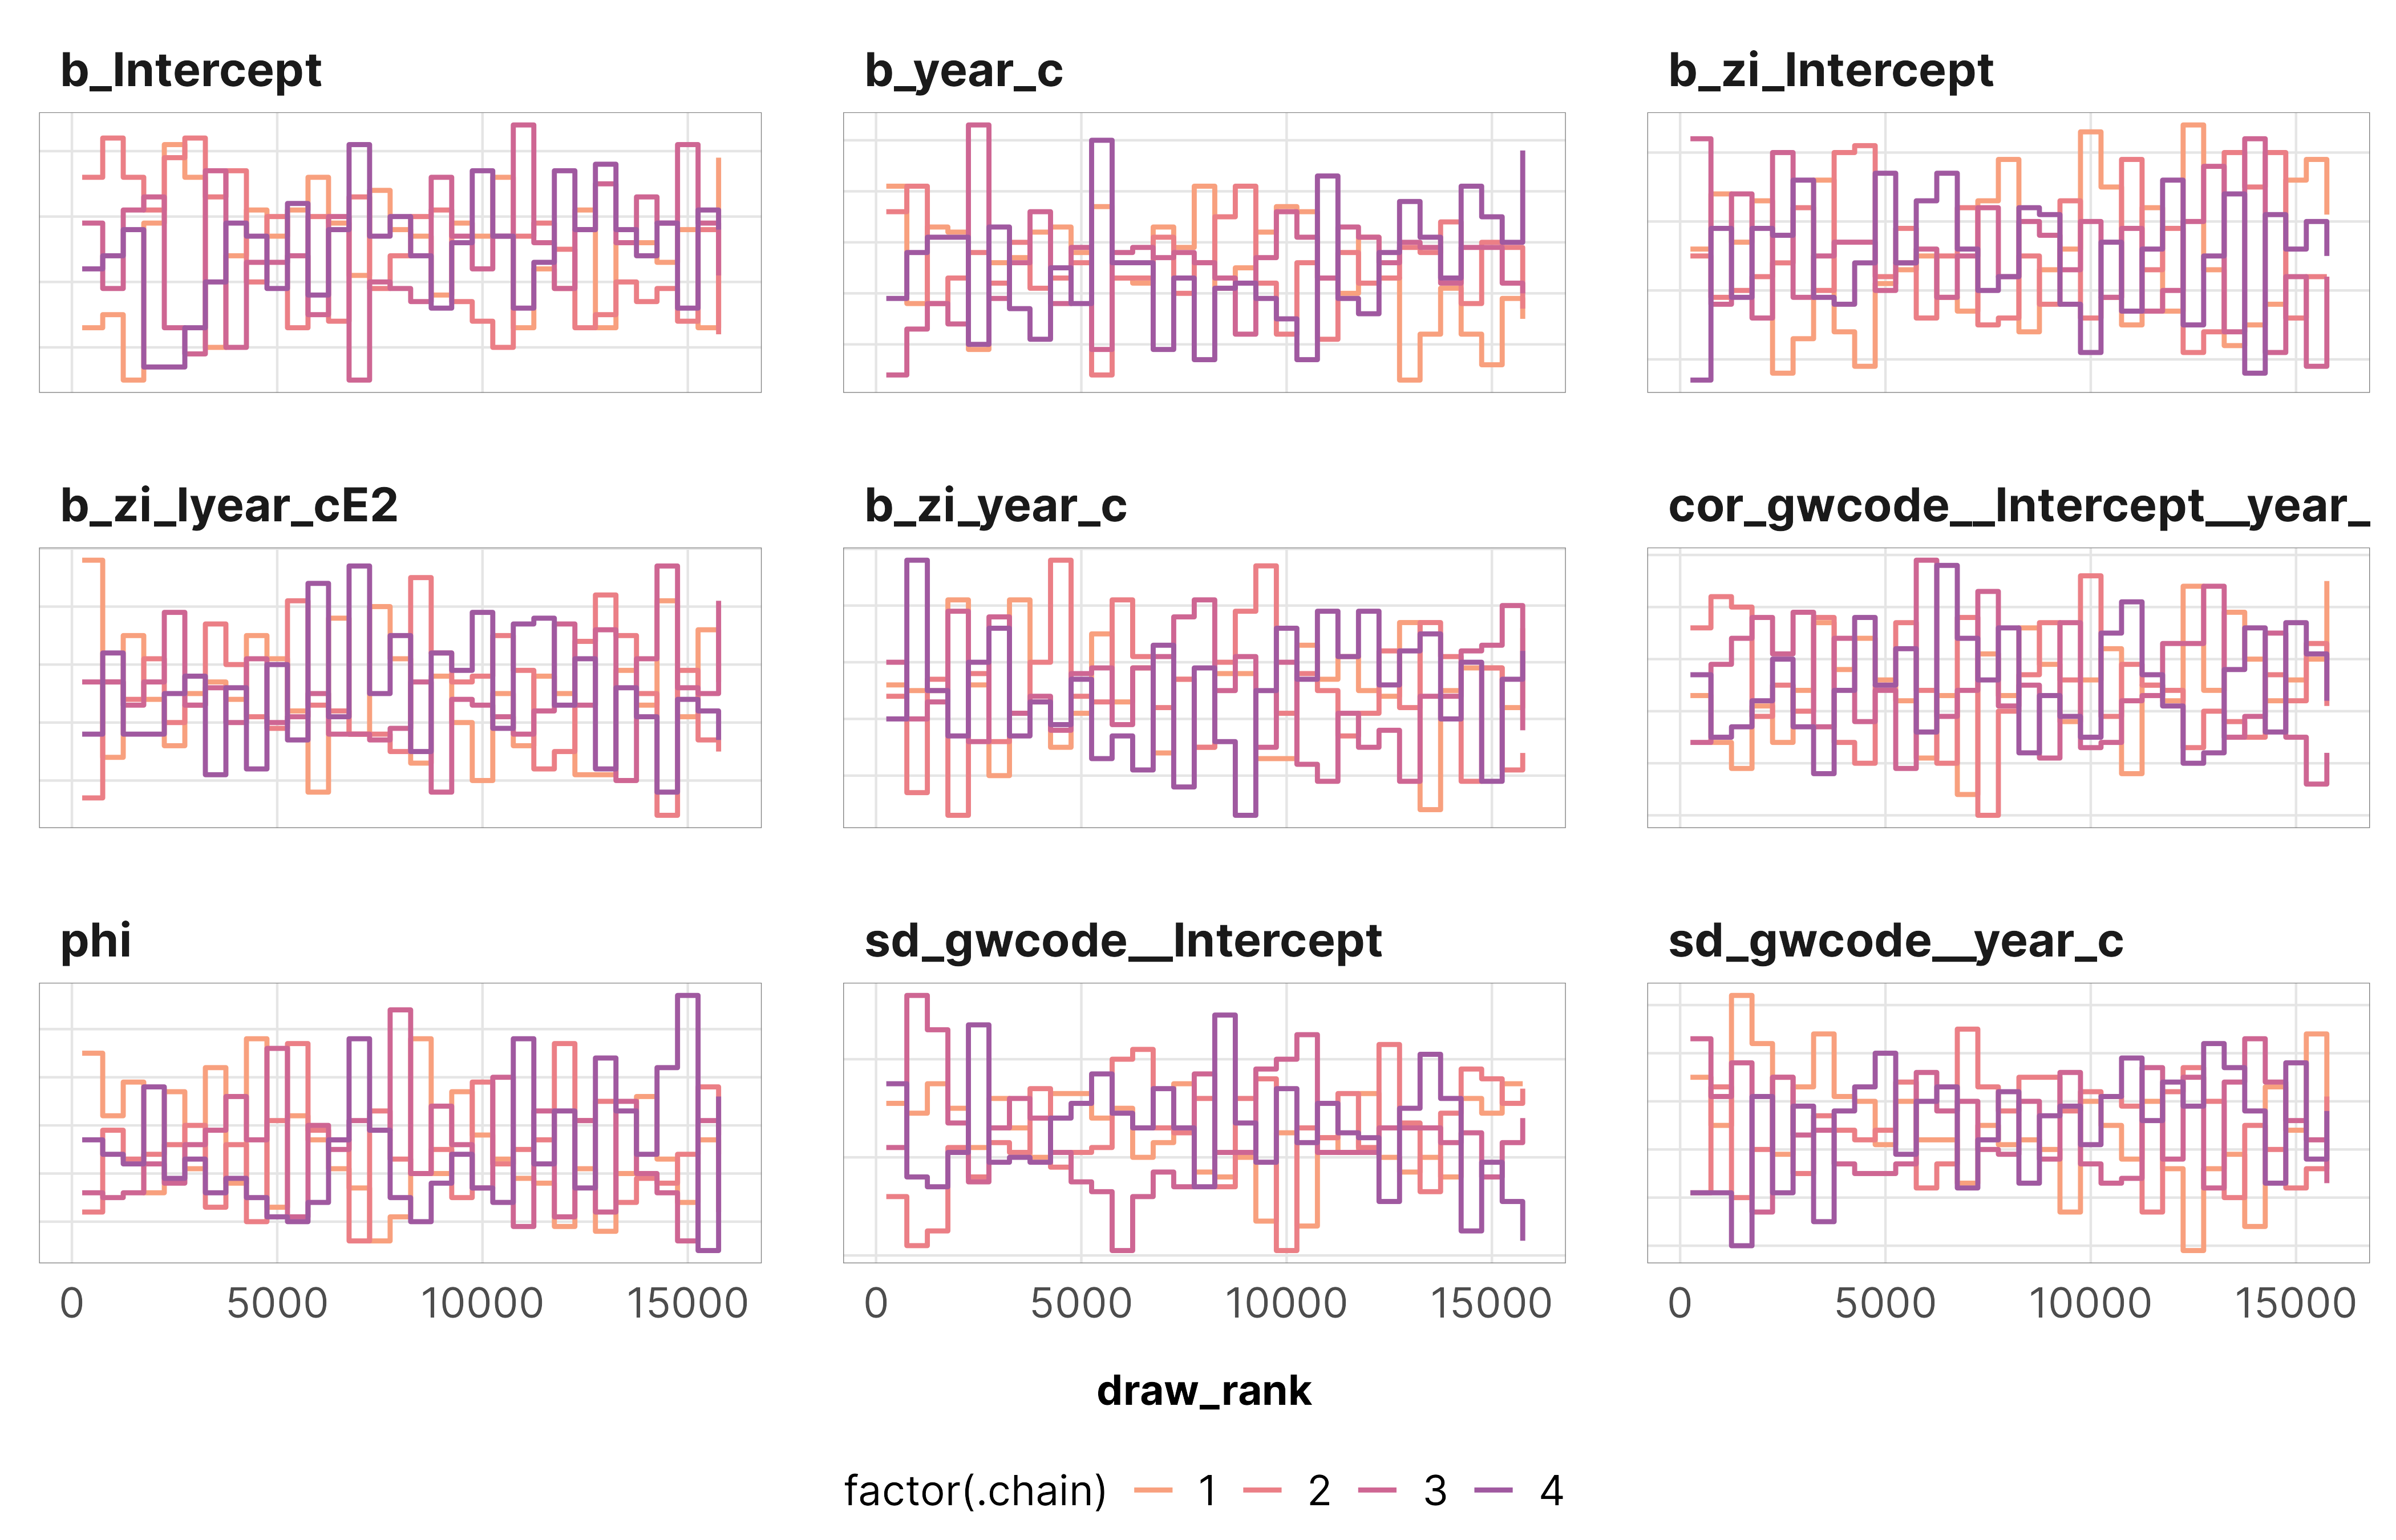 b_Intercept b_year_c b_zi_Intercept
b_zi_Iyear_cE2 b_zi_year_c cor_gwcode__Intercept__year_
phi sd_gwcode__Intercept sd_gwcode__year_c
0 5000 10000 15000 0 5000 10000 15000 0 5000 10000 15000
draw_rank
factor(.chain) 1 2 3 4